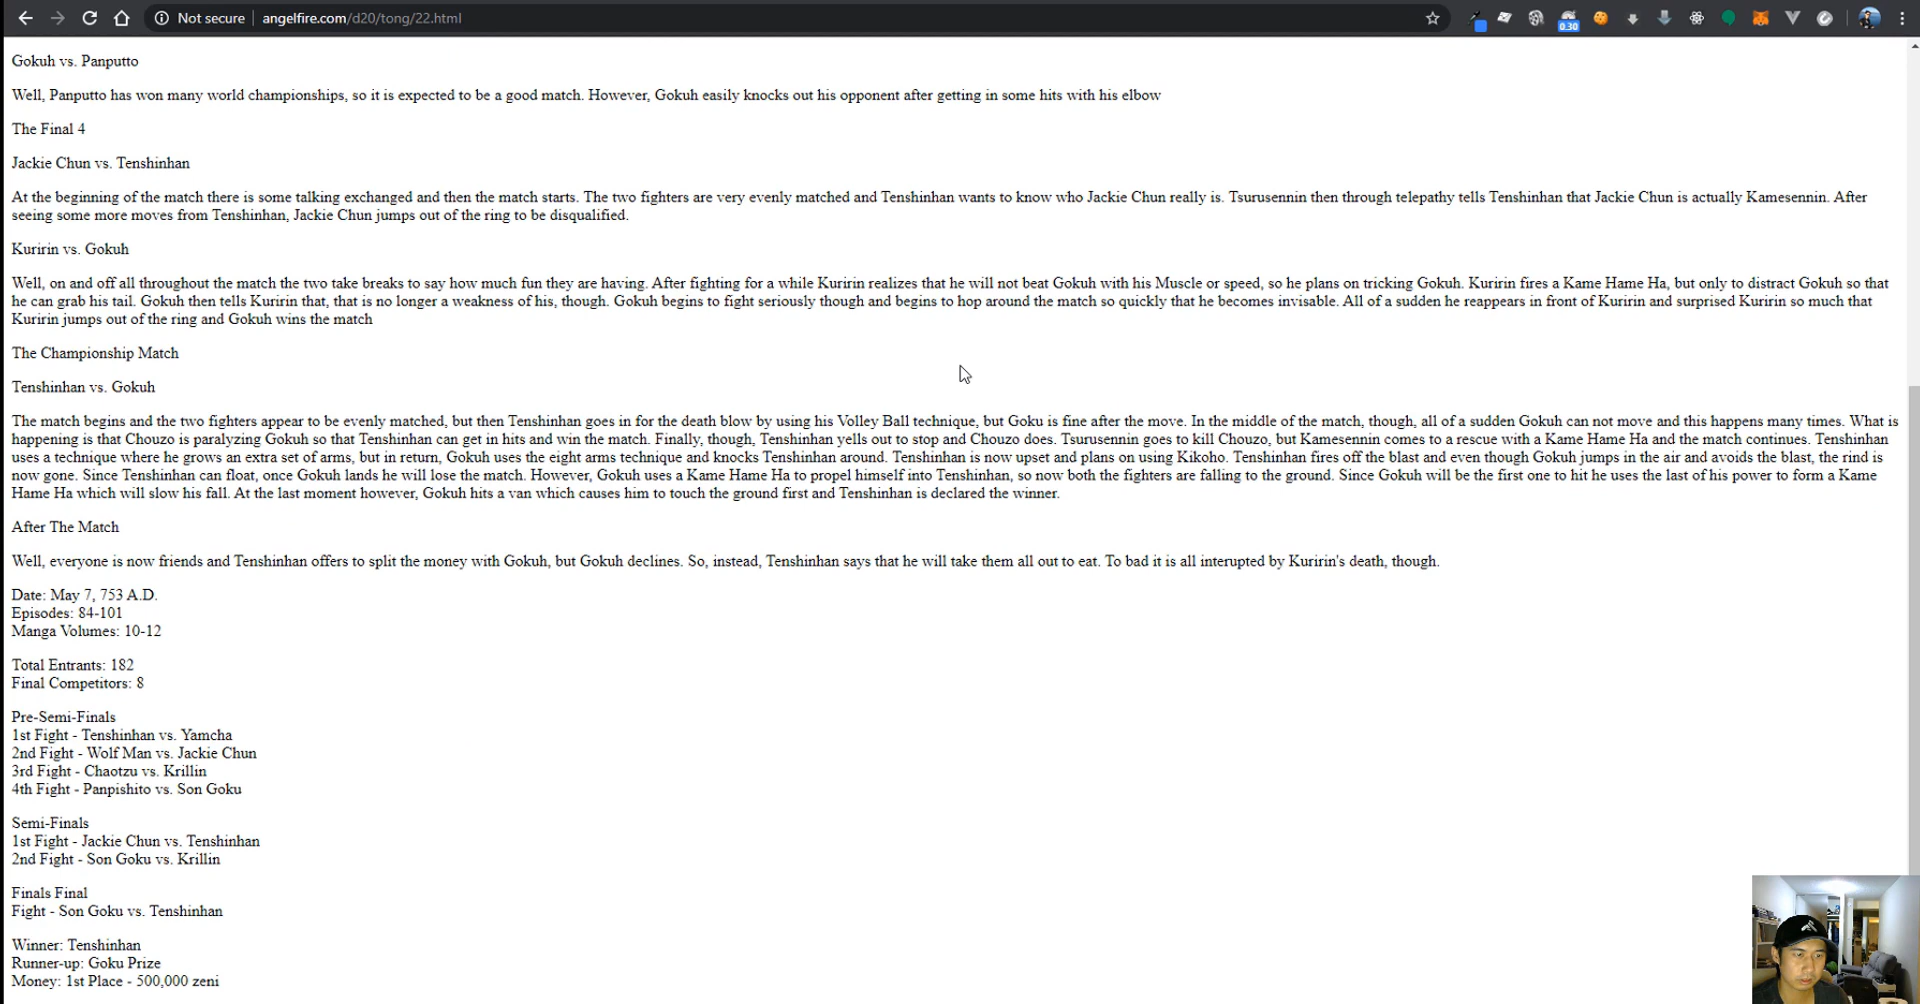 Not secure angelfire.com/d20/tong/22.html
0.30
Gokuh vs. Panputto
Well, Panputto has won many world championships, so it is expected to be a good match. However, Gokuh easily knocks out his opponent after getting in some hits with his elbow
The Final 4
Jackie Chun vs. Tenshinhan
At the beginning of the match there is some talking exchanged and then the match starts. The two fighters are very evenly matched and Tenshinhan wants to know who Jackie Chun really is. Tsurusennin then through telepathy tells Tenshinhan that Jackie Chun is actually Kamesennin. After
seeing some more moves from Tenshinhan, Jackie Chun jumps out of the ring to be disqualified.
Kuririn vs. Gokuh
Well, on and off all throughout the match the two take breaks to say how much fun they are having. After fighting for a while Kuririn realizes that he will not beat Gokuh with his Muscle or speed, so he plans on tricking Gokuh. Kuririn fires a Kame Hame Ha, but only to distract Gokuh so that
he can grab his tail. Gokuh then tells Kuririn that, that is no longer a weakness of his, though. Gokuh begins to fight seriously though and begins to hop around the match so quickly that he becomes invisable. All of a sudden he reappears in front of Kuririn and surprised Kuririn so much that
Kuririn jumps out of the ring and Gokuh wins the match
The Championship Match
Tenshinhan vs. Gokuh
The match begins and the two fighters appear to be evenly matched, but then Tenshinhan goes in for the death blow by using his Volley Ball technique, but Goku is fine after the move. In the middle of the match, though, all of a sudden Gokuh can not move and this happens many times. What is
happening is that Chouzo is paralyzing Gokuh so that Tenshinhan can get in hits and win the match. Finally, though, Tenshinhan yells out to stop and Chouzo does. Tsurusennin goes to kill Chouzo, but Kamesennin comes to a rescue with a Kame Hame Ha and the match continues. Tenshinhan
uses a technique where he grows an extra set of arms, but in return, Gokuh uses the eight arms technique and knocks Tenshinhan around. Tenshinhan is now upset and plans on using Kikoho. Tenshinhan fires off the blast and even though Gokuh jumps in the air and avoids the blast, the rind is
now gone. Since Tenshinhan can float, once Gokuh lands he will lose the match. However, Gokuh uses a Kame Hame Ha to propel himself into Tenshinhan, so now both the fighters are falling to the ground. Since Gokuh will be the first one to hit he uses the last of his power to form a Kame
Hame Ha which will slow his fall. At the last moment however, Gokuh hits a van which causes him to touch the ground first and Tenshinhan is declared the winner.
After The Match
Well, everyone is now friends and Tenshinhan offers to split the money with Gokuh, but Gokuh declines. So, instead, Tenshinhan says that he will take them all out to eat. To bad it is all interupted by Kuririn's death, though.
Date: May 7, 753 A.D.
Episodes: 84-101
Manga Volumes: 10-12
Total Entrants: 182
Final Competitors: 8
Pre-Semi-Finals
1st Fight - Tenshinhan vs. Yamcha
2nd Fight - Wolf Man vs. Jackie Chun
3rd Fight - Chaotzu vs. Krillin
4th Fight - Panpishito vs. Son Goku
Semi-Finals
1st Fight - Jackie Chun vs. Tenshinhan
2nd Fight - Son Goku vs. Krillin
Finals Final
Fight - Son Goku vs. Tenshinhan
Winner: Tenshinhan
Runner-up: Goku Prize
Money: 1st Place - 500,000 zeni